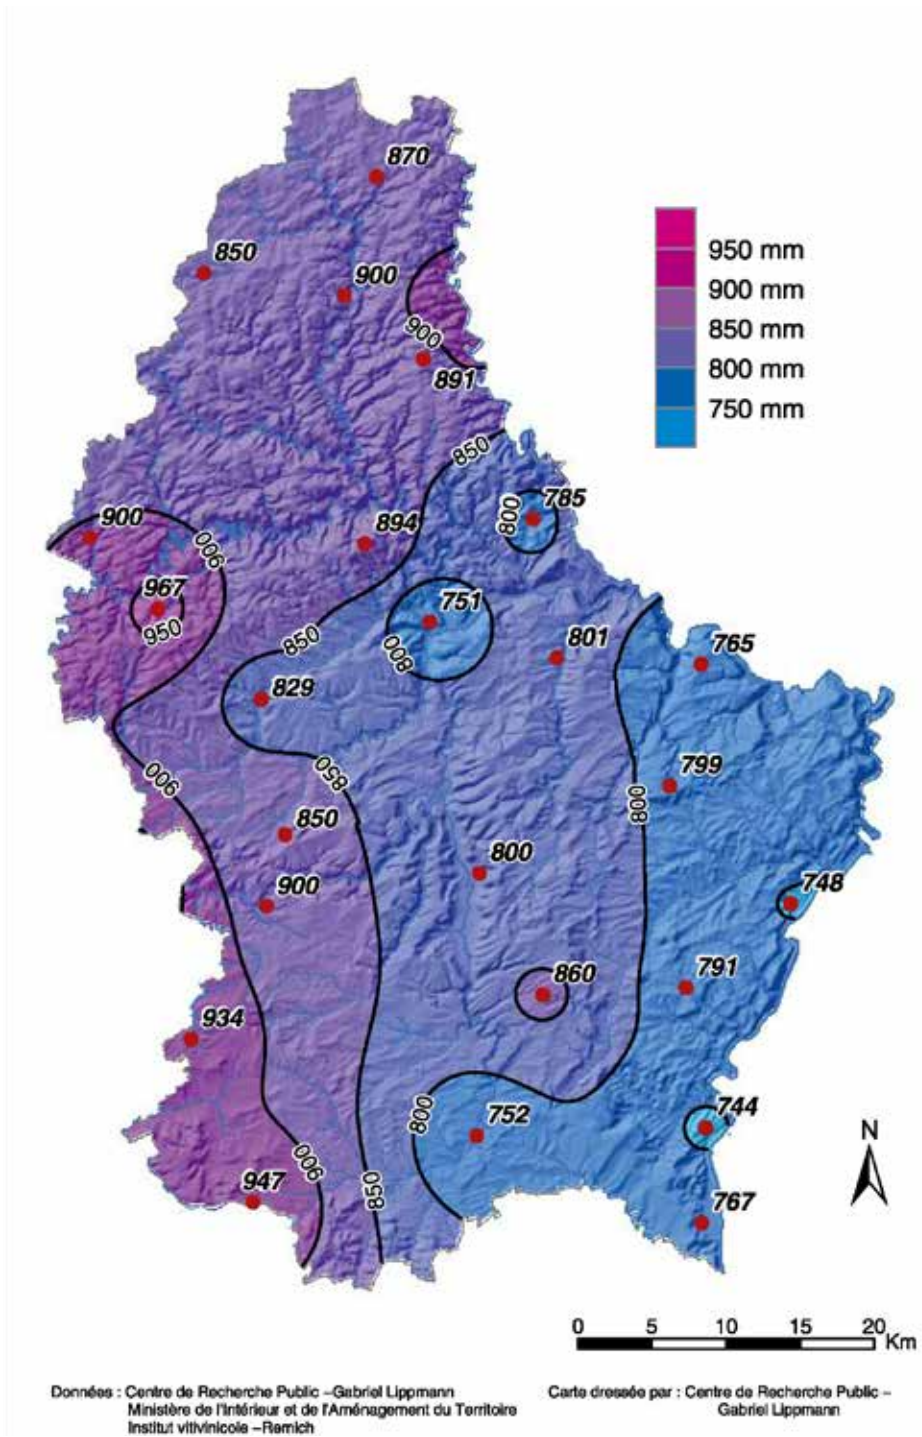 870
850
900
950 mm
900 mm
850 mm
800 mm
750 mm
900
891
850
785
800
900
894
900
967
950
751
800
801
765
850
829
799
900
850
800
850
800
748
900
860
791
934
744
752
800
N
900
947
850
767
0 5 10 15 20
Km
Données : Centre de Recherche Public –Gabriel Lippmann
Ministère de l'Intérieur et de l'Aménagement du Territoire
Institut vitivinicole –Remich
Carte dressée par : Centre de Recherche Public –
Gabriel Lippmann